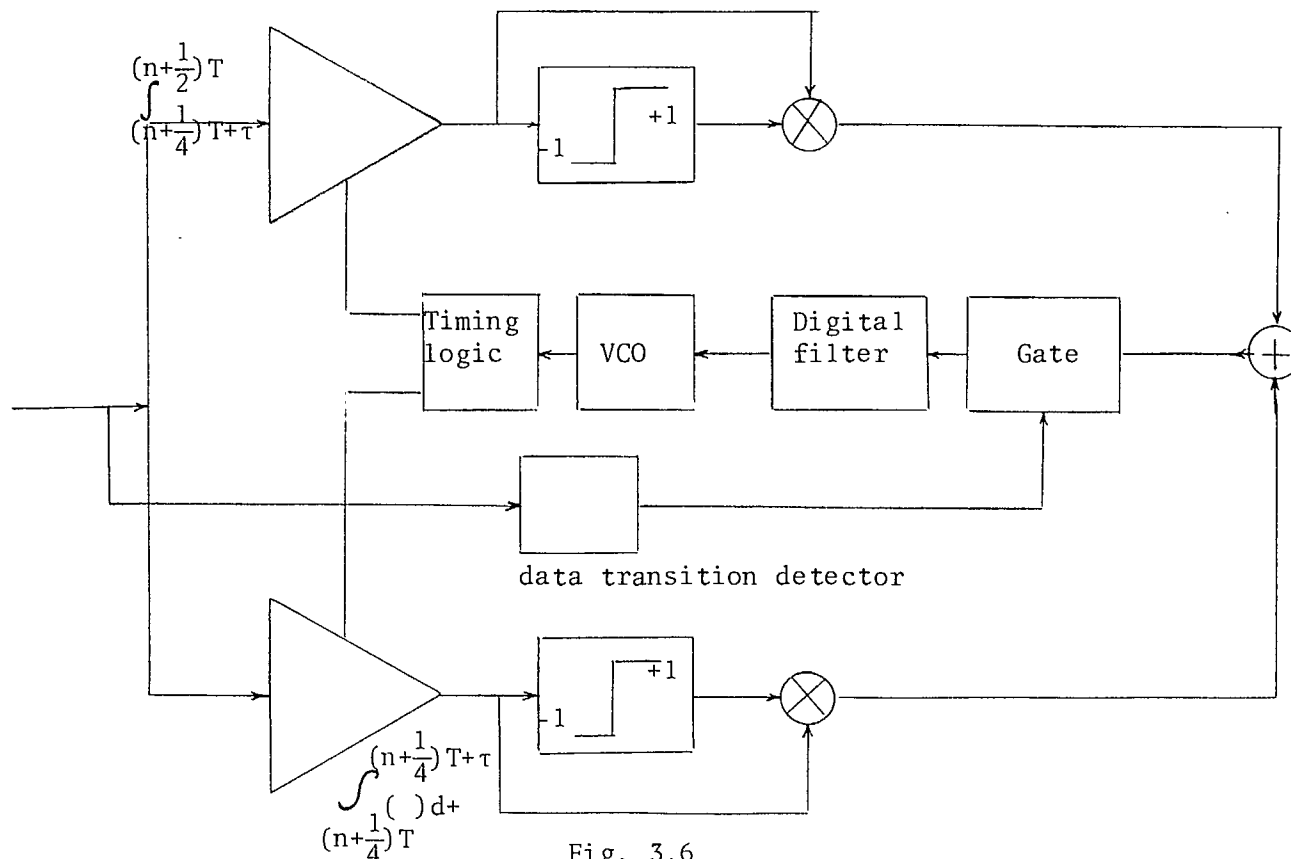 (n+1/2)T
∫
(n+1/4)T+τ
+1
-1
Timing
logic
VCO
Digital
filter
Gate
+
data transition detector
+1
-1
(n+1/4)T+τ
∫ ( )d+
(n+1/4)T
Fig. 3.6